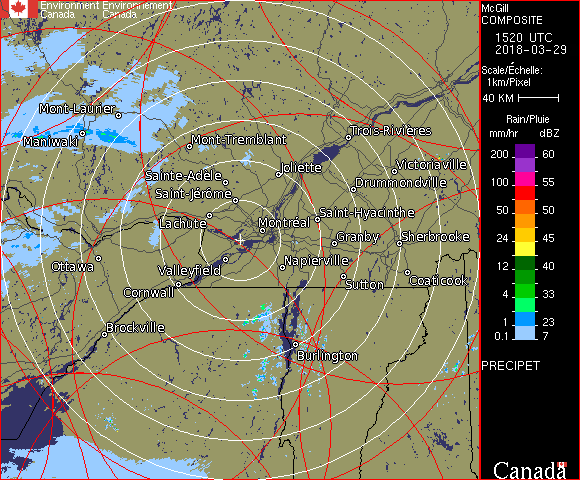 Environment Environnement
Canada Canada
McGill
COMPOSITE
1520 UTC
2018-03-29
Scale/Échelle:
1km/Pixel
40 KM
Rain/Pluie
mm/hr dBZ
200 60
100 55
50 50
24 45
12 40
4 33
1 23
0.1 7
PRECIPET
Canada
Mont-Laurier
Maniwaki
Mont-Tremblant
Trois-Rivières
Joliette
Victoriaville
Sainte-Adèle
Drummondville
Saint-Jérôme
Lachute
Saint-Hyacinthe
Montréal
Granby
Sherbrooke
Ottawa
Valleyfield
Napierville
Cornwall
Sutton
Coaticook
Brockville
Burlington